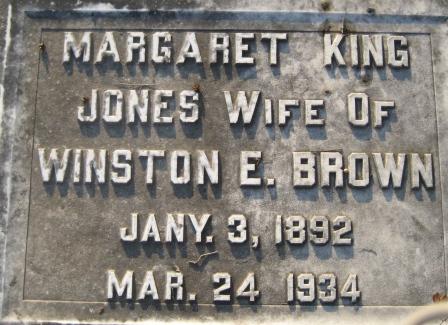 MARGARET KING
JONES WIFE OF
WINSTON E. BROWN
JANY. 3, 1892
MAR. 24 1934